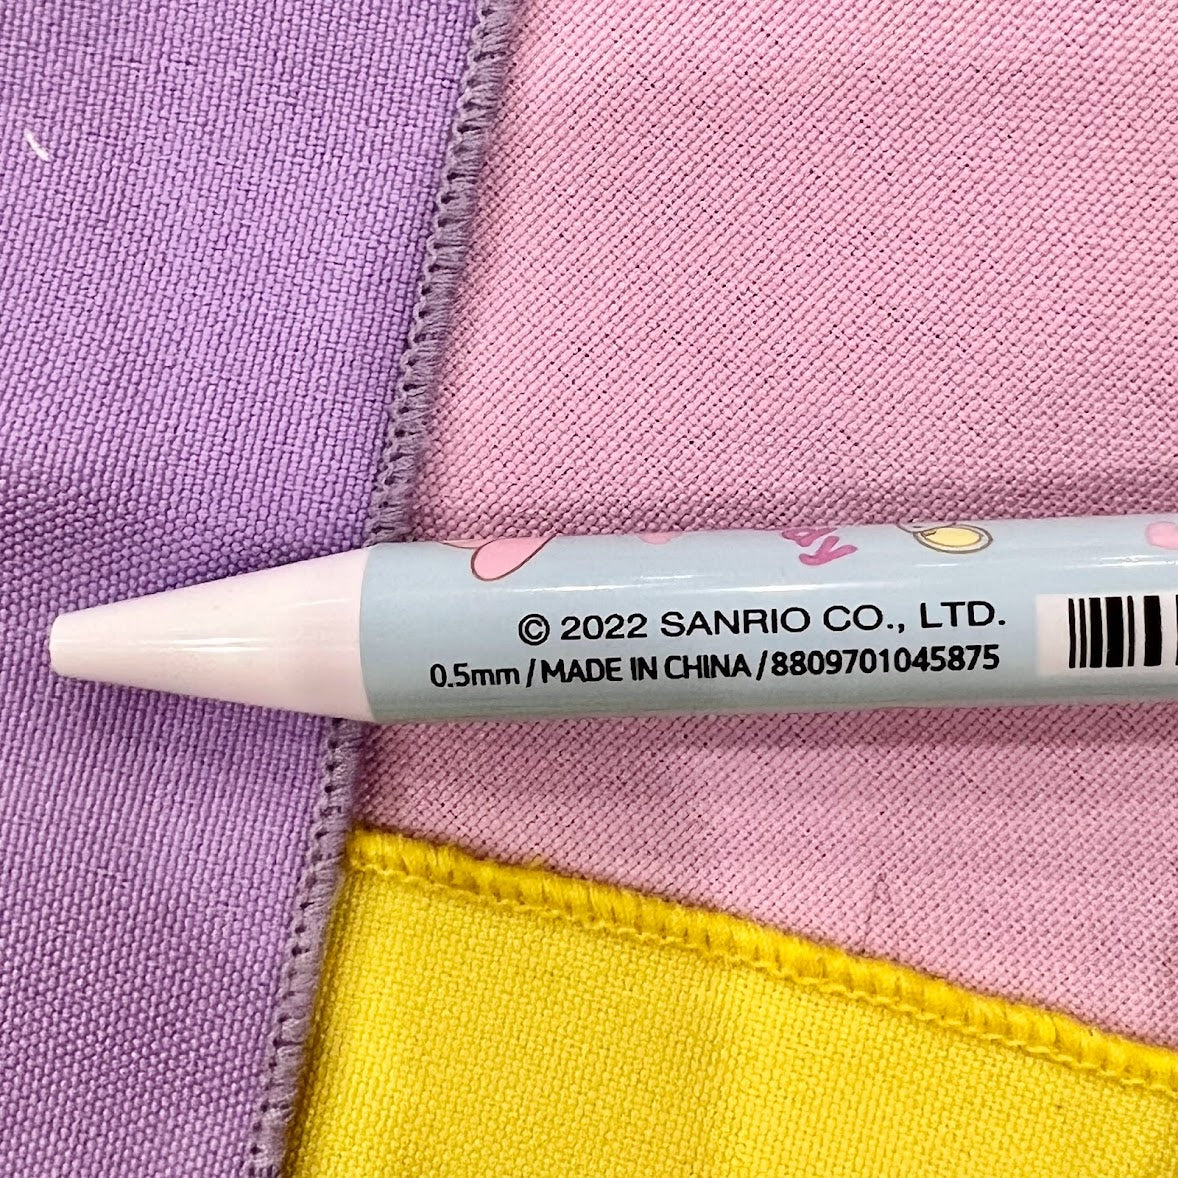 © 2022 SANRIO CO., LTD.
0.5mm / MADE IN CHINA / 8809701045875